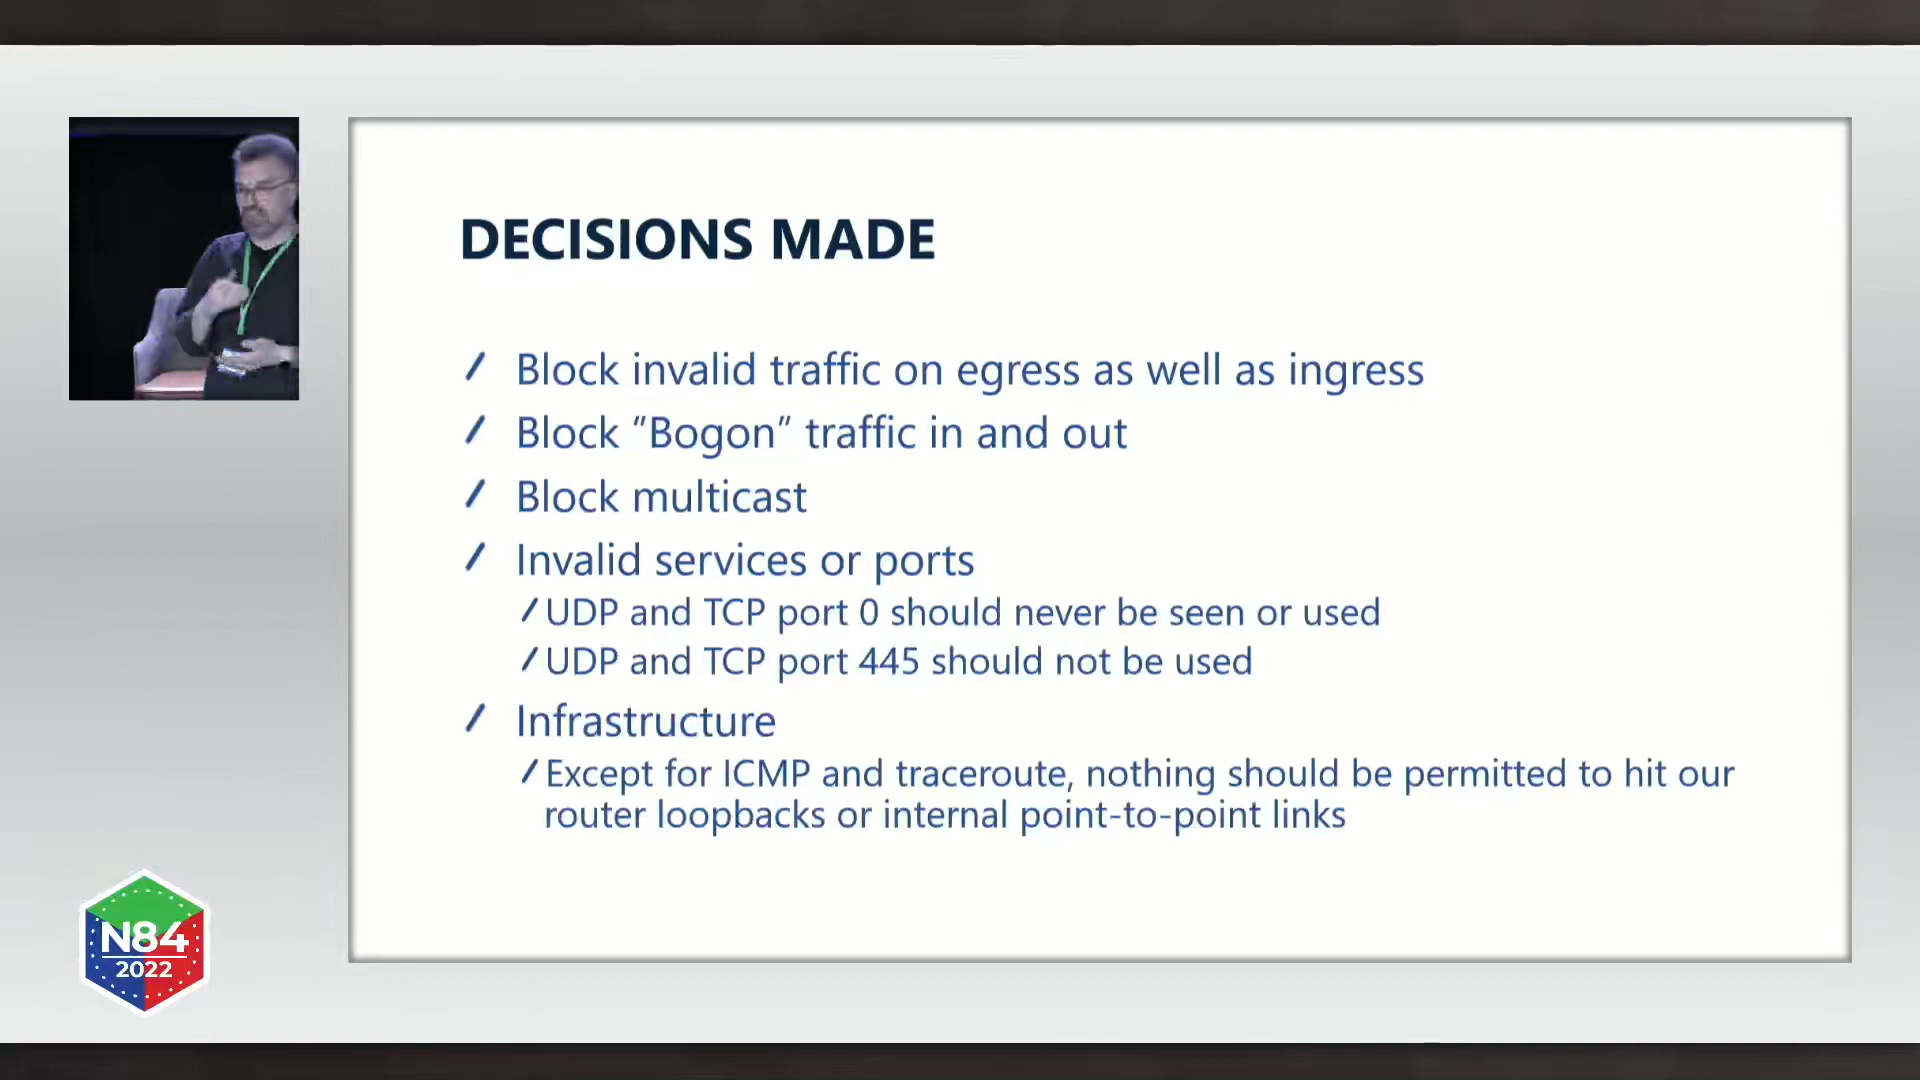 DECISIONS MADE
Block invalid traffic on egress as well as ingress
Block “Bogon” traffic in and out
Block multicast
Invalid services or ports
UDP and TCP port 0 should never be seen or used
UDP and TCP port 445 should not be used
Infrastructure
Except for ICMP and traceroute, nothing should be permitted to hit our
router loopbacks or internal point-to-point links
N84
2022